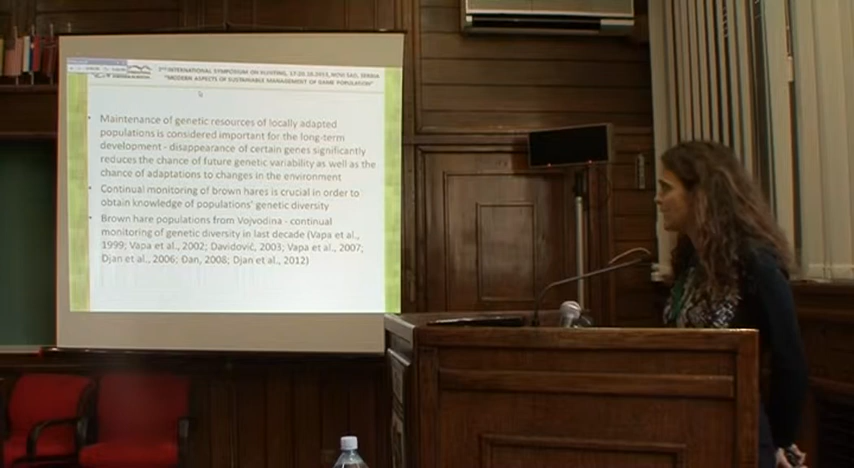 2ND INTERNATIONAL SYMPOSIUM ON HUNTING, 17-20.10.2013, NOVI SAD, SERBIA
"MODERN ASPECTS OF SUSTAINABLE MANAGEMENT OF GAME POPULATION"
• Maintenance of genetic resources of locally adapted
populations is considered important for the long-term
development - disappearance of certain genes significantly
reduces the chance of future genetic variability as well as the
chance of adaptations to changes in the environment
• Continual monitoring of brown hares is crucial in order to
obtain knowledge of populations' genetic diversity
• Brown hare populations from Vojvodina - continual
monitoring of genetic diversity in last decade (Vapa et al.,
1999; Vapa et al., 2002; Davidović, 2003; Vapa et al., 2007;
Djan et al., 2006; Đan, 2008; Djan et al., 2012)